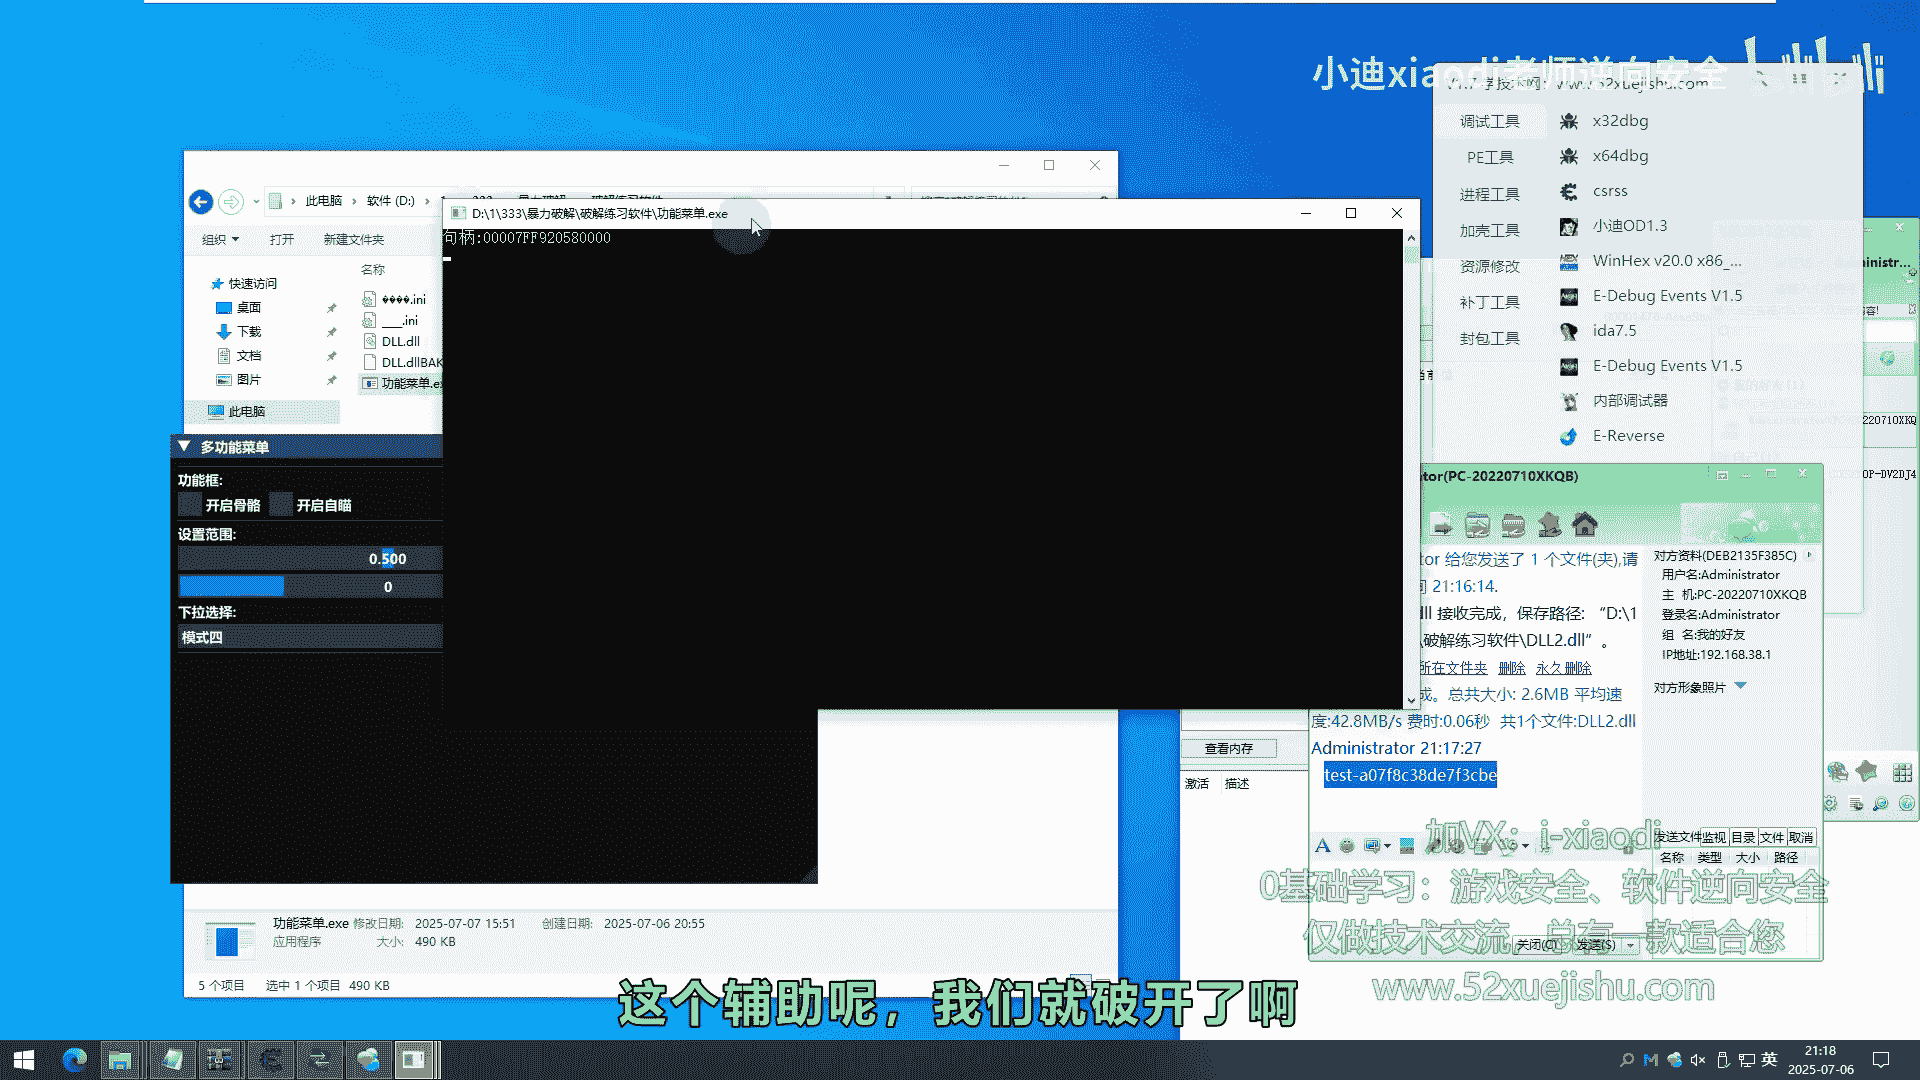 小迪xiaodi老师逆向安全
www.52xuejishu.com
调试工具
PE工具
进程工具
加壳工具
资源修改
补丁工具
封包工具
x32dbg
x64dbg
csrss
小迪OD1.3
WinHex v20.0 x86_...
E-Debug Events V1.5
ida7.5
E-Debug Events V1.5
内部调试器
E-Reverse
此电脑 › 软件 (D:) ›
组织 打开 新建文件夹
名称
快速访问
桌面
下载
文档
图片
此电脑
����.ini
___.ini
DLL.dll
DLL.dllBAK
功能菜单.ex
D:\1\333\暴力破解\破解练习软件\功能菜单.exe
句柄:00007FF920580000
多功能菜单
功能框:
开启骨骼 开启自瞄
设置范围:
0.500
0
下拉选择:
模式四
功能菜单.exe 修改日期: 2025-07-07 15:51 创建日期: 2025-07-06 20:55
应用程序 大小: 490 KB
5 个项目 选中 1 个项目 490 KB
查看内存
激活 描述
tor(PC-20220710XKQB)
tor 给您发送了 1 个文件(夹),请
21:16:14.
ll 接收完成，保存路径: “D:\1
\破解练习软件\DLL2.dll” 。
所在文件夹 删除 永久删除
成。总共大小: 2.6MB 平均速
度:42.8MB/s 费时:0.06秒 共1个文件:DLL2.dll
Administrator 21:17:27
test-a07f8c38de7f3cbe
对方资料(DEB2135F385C)
用户名:Administrator
主 机:PC-20220710XKQB
登录名:Administrator
组 名:我的好友
IP地址:192.168.38.1
对方形象照片
发送文件 监视 目录 文件 取消
名称 类型 大小 路径
关闭(C) 发送(S)
inistr...
220710XKQ
OP-DV2DJ4
加VX：i-xiaodi
0基础学习：游戏安全、软件逆向安全
仅做技术交流，总有一款适合您
www.52xuejishu.com
这个辅助呢，我们就破开了啊
英
21:18
2025-07-06